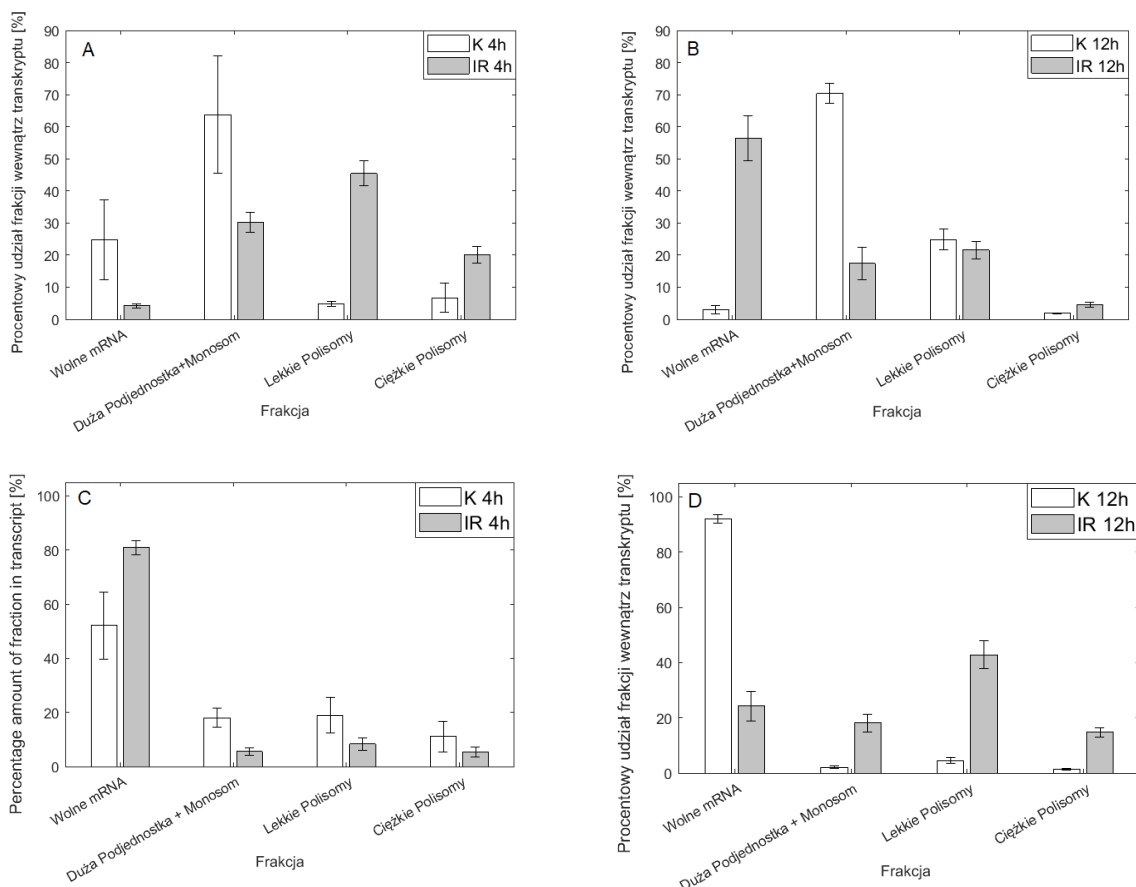 A
K 4h
IR 4h
Procentowy udział frakcji wewnątrz transkryptu [%]
90
80
70
60
50
40
30
20
10
0
Wolne mRNA
Duża Podjednostka+Monosom
Lekkie Polisomy
Ciężkie Polisomy
Frakcja
B
K 12h
IR 12h
Procentowy udział frakcji wewnątrz transkryptu [%]
90
80
70
60
50
40
30
20
10
0
Wolne mRNA
Duża Podjednostka+Monosom
Lekkie Polisomy
Ciężkie Polisomy
Frakcja
C
K 4h
IR 4h
Percentage amount of fraction in transcript [%]
100
80
60
40
20
0
Wolne mRNA
Duża Podjednostka + Monosom
Lekkie Polisomy
Ciężkie Polisomy
Frakcja
D
K 12h
IR 12h
Procentowy udział frakcji wewnątrz transkryptu [%]
100
80
60
40
20
0
Wolne mRNA
Duża Podjednostka + Monosom
Lekkie Polisomy
Ciężkie Polisomy
Frakcja